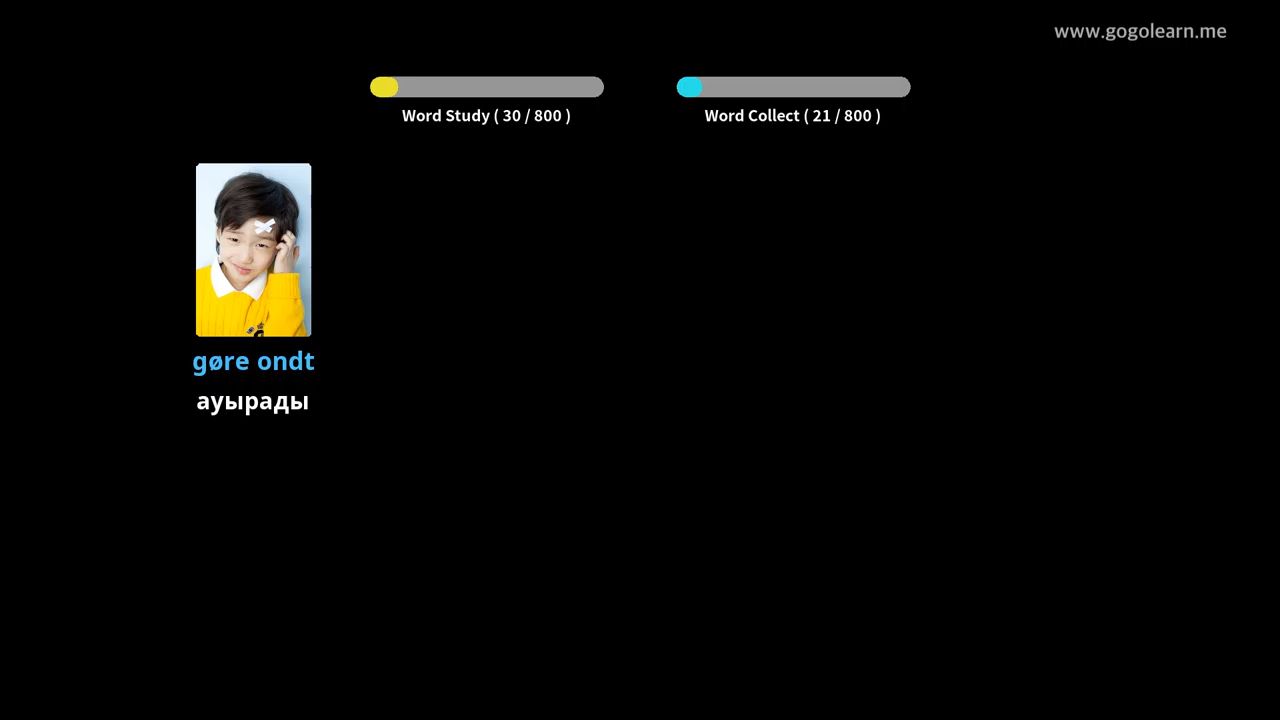 www.gogolearn.me
Word Study ( 30 / 800 )
Word Collect ( 21 / 800 )
gøre ondt
ауырады